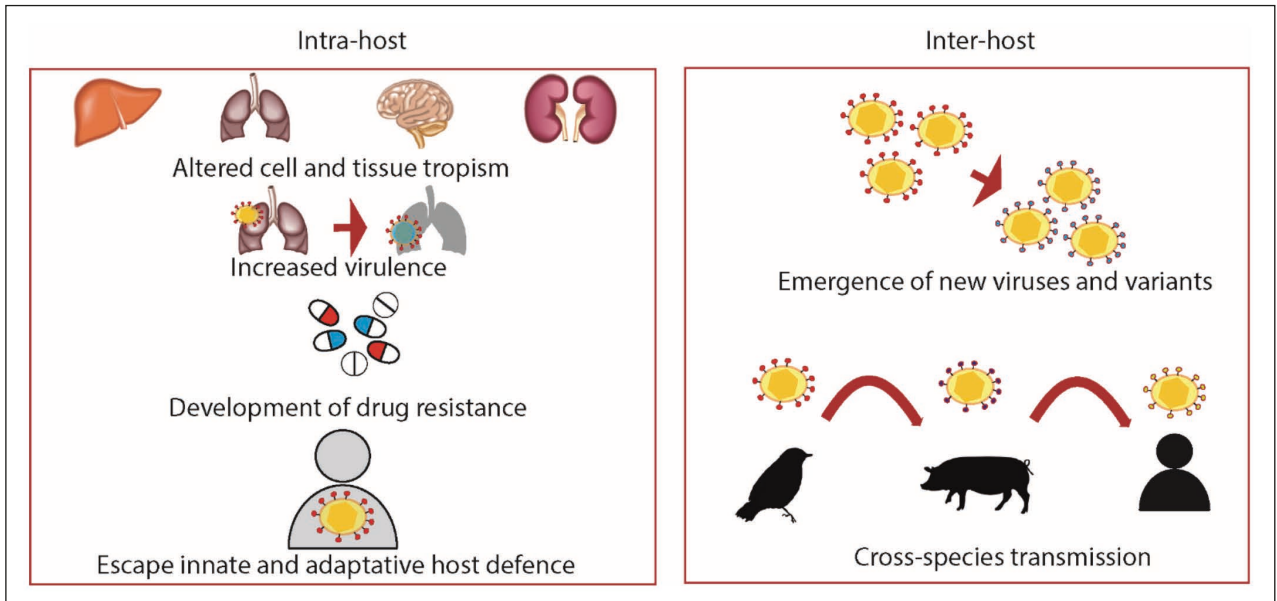 Intra-host
Altered cell and tissue tropism
Increased virulence
Development of drug resistance
Escape innate and adaptative host defence
Inter-host
Emergence of new viruses and variants
Cross-species transmission